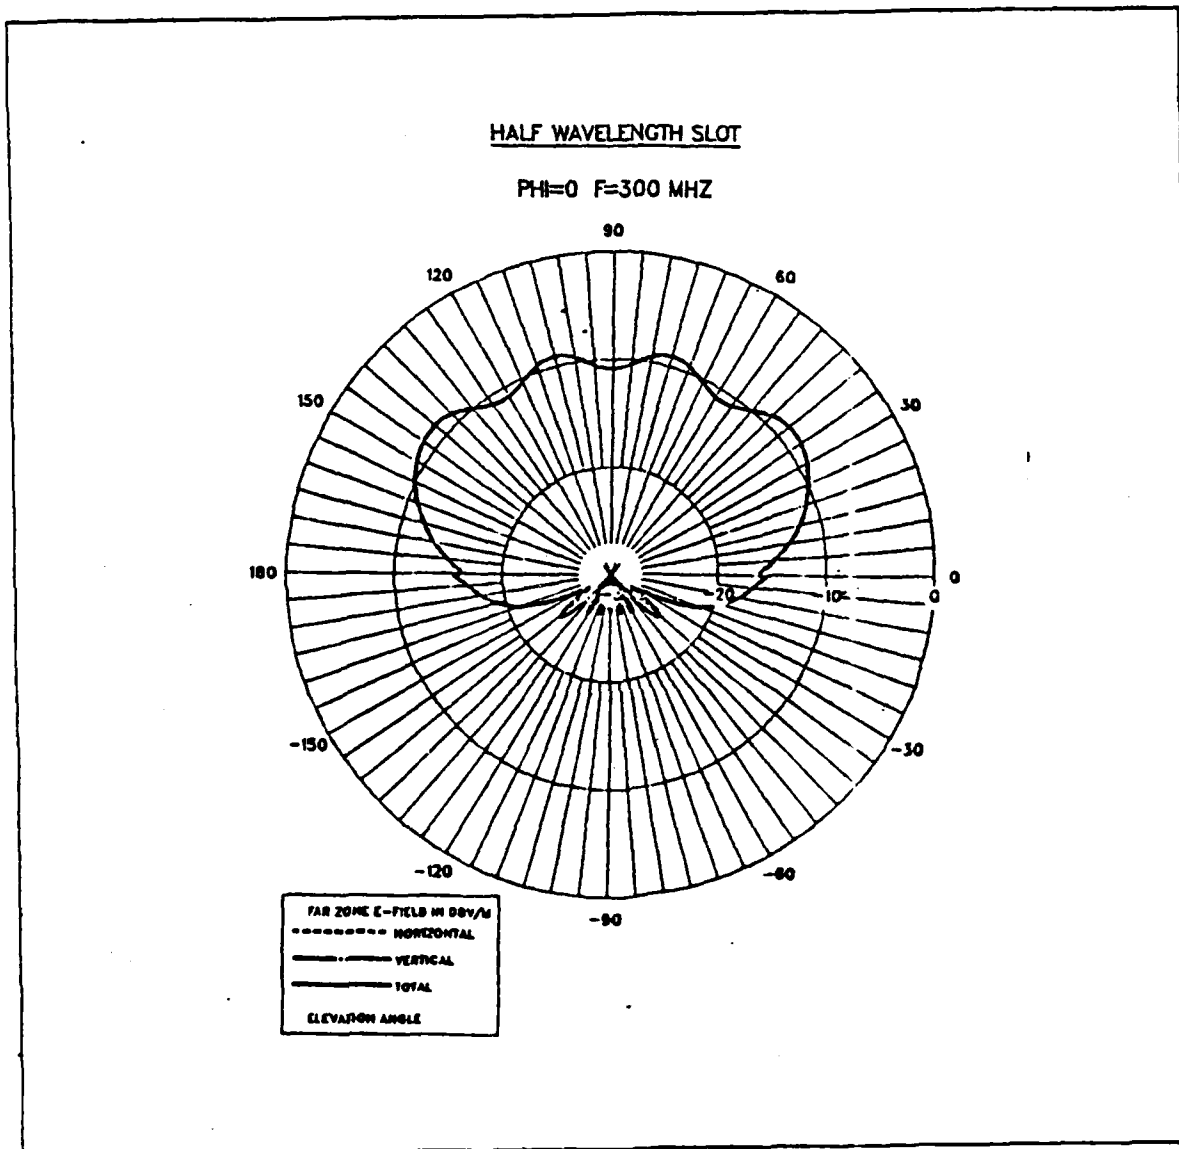 HALF WAVELENGTH SLOT
PHI=0 F=300 MHZ
90
120
60
150
30
180
-20
-10
0
0
-150
-30
-120
-60
-90
FAR ZONE E-FIELD IN DBV/M
HORIZONTAL
VERTICAL
TOTAL
ELEVATION ANGLE